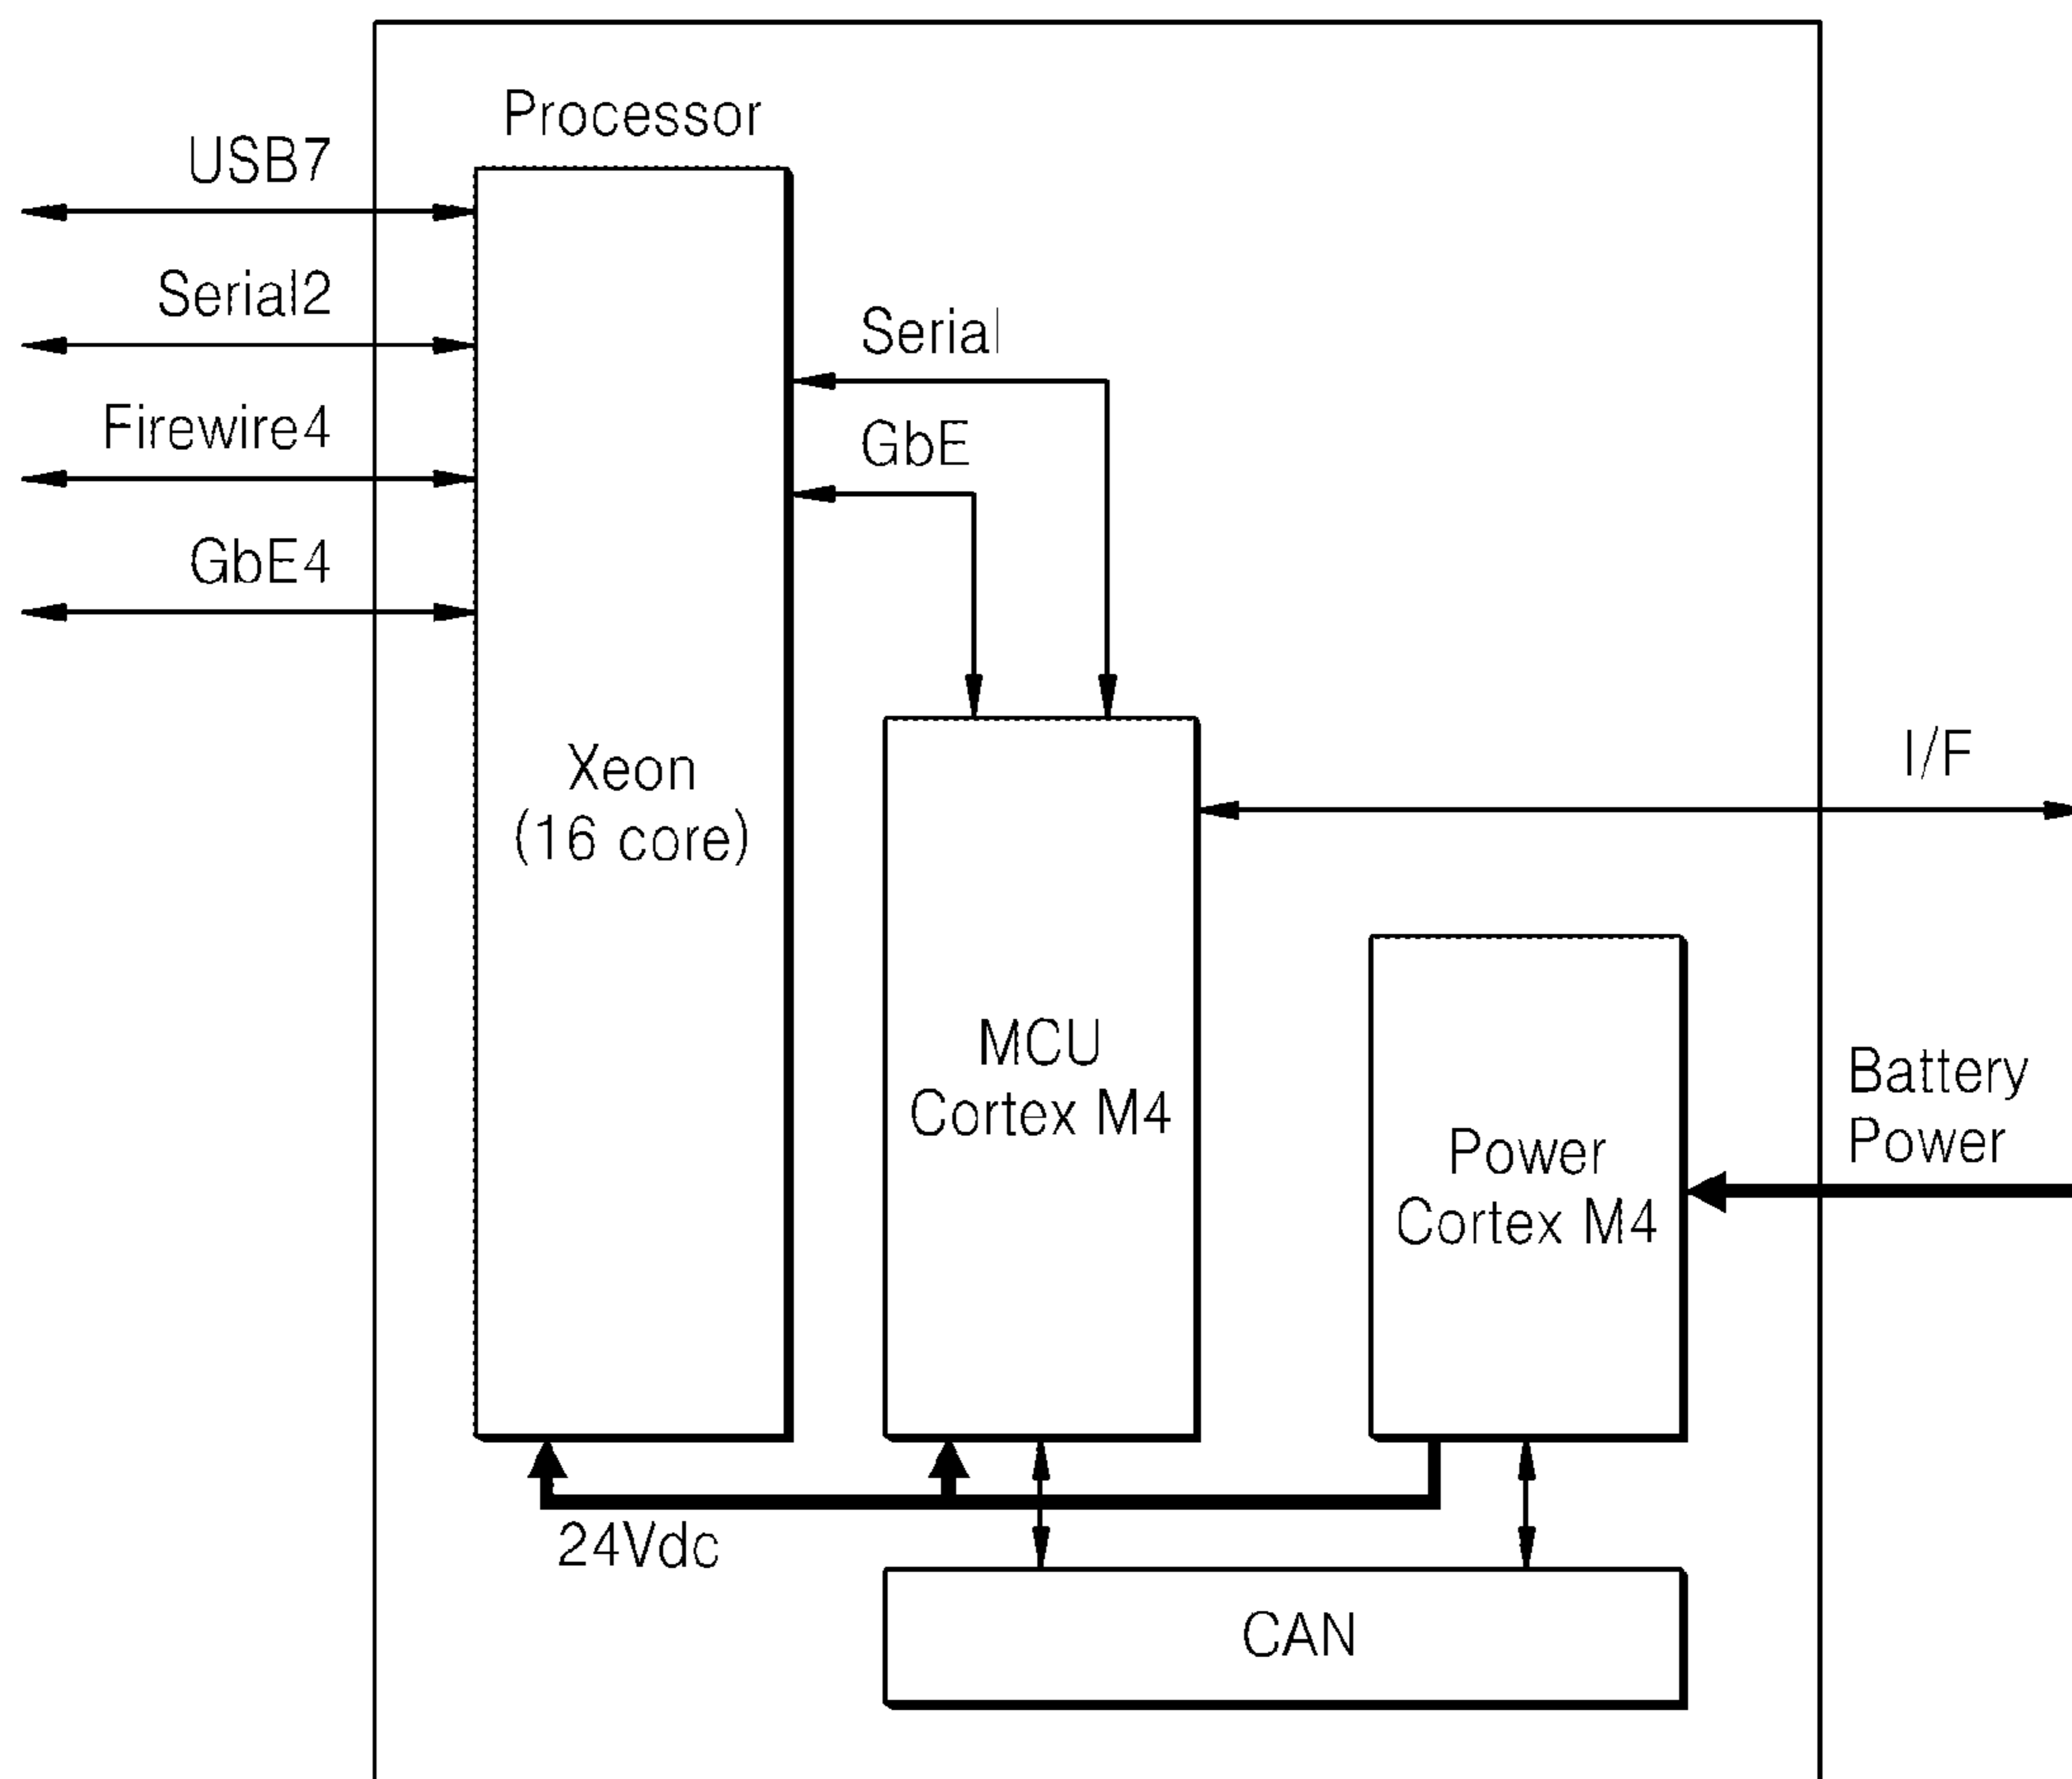 Processor
USB7
Serial2
Serial
Firewire4
GbE
GbE4
Xeon
(16 core)
I/F
MCU
Cortex M4
Battery
Power
Power
Cortex M4
24Vdc
CAN